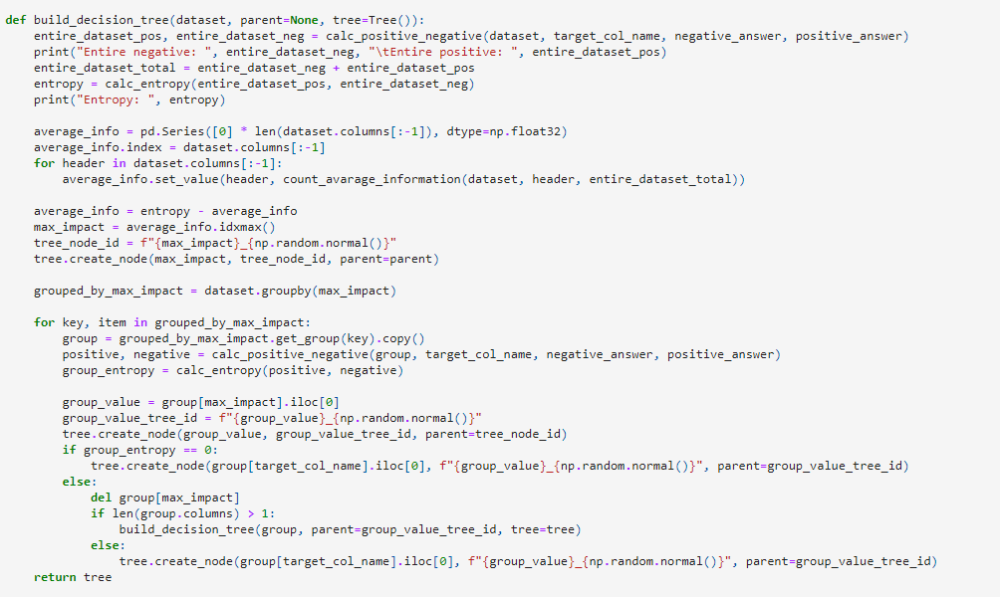 def build_decision_tree(dataset, parent=None, tree=Tree()):
    entire_dataset_pos, entire_dataset_neg = calc_positive_negative(dataset, target_col_name, negative_answer, positive_answer)
    print("Entire negative: ", entire_dataset_neg, "\tEntire positive: ", entire_dataset_pos)
    entire_dataset_total = entire_dataset_neg + entire_dataset_pos
    entropy = calc_entropy(entire_dataset_pos, entire_dataset_neg)
    print("Entropy: ", entropy)

    average_info = pd.Series([0] * len(dataset.columns[:-1]), dtype=np.float32)
    average_info.index = dataset.columns[:-1]
    for header in dataset.columns[:-1]:
        average_info.set_value(header, count_avarage_information(dataset, header, entire_dataset_total))

    average_info = entropy - average_info
    max_impact = average_info.idxmax()
    tree_node_id = f"{max_impact}_{np.random.normal()}"
    tree.create_node(max_impact, tree_node_id, parent=parent)

    grouped_by_max_impact = dataset.groupby(max_impact)

    for key, item in grouped_by_max_impact:
        group = grouped_by_max_impact.get_group(key).copy()
        positive, negative = calc_positive_negative(group, target_col_name, negative_answer, positive_answer)
        group_entropy = calc_entropy(positive, negative)

        group_value = group[max_impact].iloc[0]
        group_value_tree_id = f"{group_value}_{np.random.normal()}"
        tree.create_node(group_value, group_value_tree_id, parent=tree_node_id)
        if group_entropy == 0:
            tree.create_node(group[target_col_name].iloc[0], f"{group_value}_{np.random.normal()}", parent=group_value_tree_id)
        else:
            del group[max_impact]
            if len(group.columns) > 1:
                build_decision_tree(group, parent=group_value_tree_id, tree=tree)
            else:
                tree.create_node(group[target_col_name].iloc[0], f"{group_value}_{np.random.normal()}", parent=group_value_tree_id)
    return tree